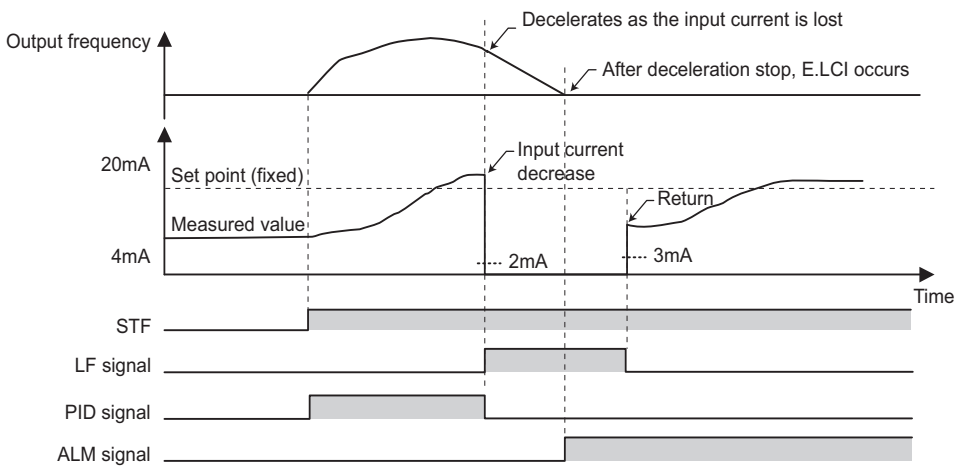 Decelerates as the input current is lost
Output frequency
After deceleration stop, E.LCI occurs
20mA
Input current
decrease
Set point (fixed)
Return
Measured value
4mA
2mA
3mA
Time
STF
LF signal
PID signal
ALM signal